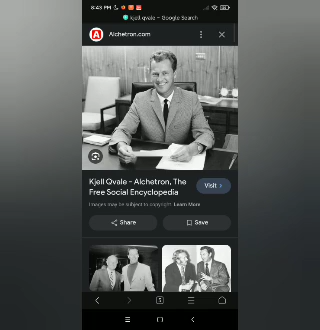 8:43 PM
kjell qvale – Google Search
Alchetron.com
Kjell Qvale - Alchetron, The
Free Social Encyclopedia
Visit
Images may be subject to copyright. Learn More
Share
Save